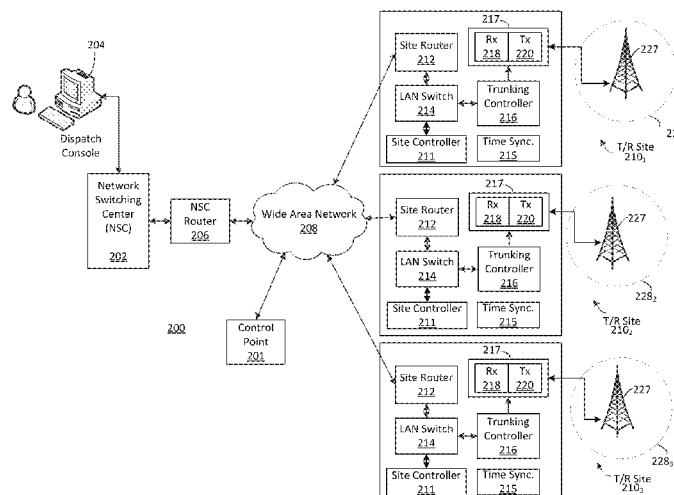 204
Dispatch
Console
Network
Switching
Center
(NSC)
202
NSC
Router
206
Wide Area Network
208
Control
Point
201
200
217
Site Router
212
Rx
218
Tx
220
LAN Switch
214
Trunking
Controller
216
Site Controller
211
Time Sync.
215
227
T/R Site
210₁
217
Site Router
212
Rx
218
Tx
220
LAN Switch
214
Trunking
Controller
216
Site Controller
211
Time Sync.
215
227
228₂
T/R Site
210₂
217
Site Router
212
Rx
218
Tx
220
LAN Switch
214
Trunking
Controller
216
Site Controller
211
Time Sync.
215
227
228₃
T/R Site
210₃